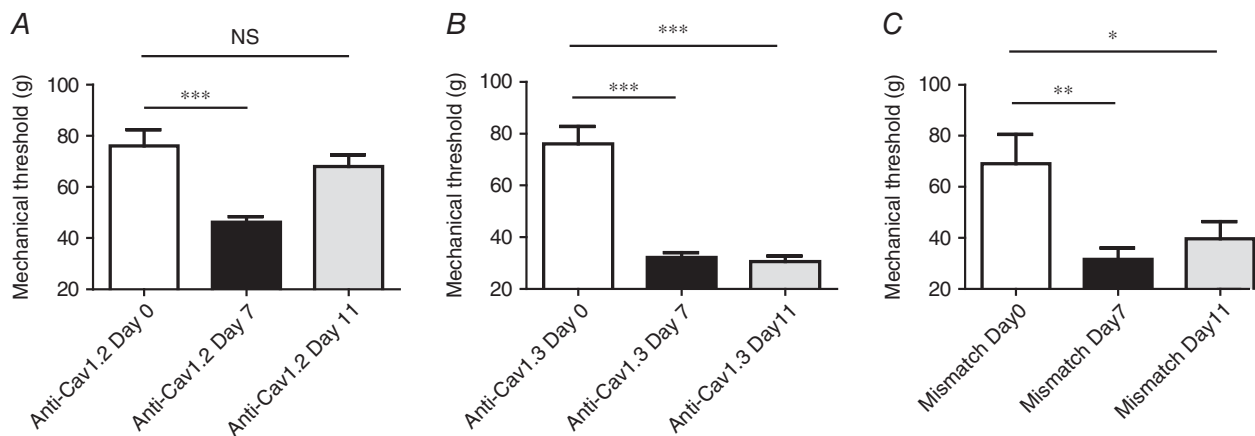 A
NS
***
Mechanical threshold (g)
100
80
60
40
20
Anti-Cav1.2 Day 0
Anti-Cav1.2 Day 7
Anti-Cav1.2 Day 11
B
***
***
Mechanical threshold (g)
100
80
60
40
20
Anti-Cav1.3 Day 0
Anti-Cav1.3 Day 7
Anti-Cav1.3 Day11
C
*
**
Mechanical threshold (g)
100
80
60
40
20
Mismatch Day0
Mismatch Day7
Mismatch Day11